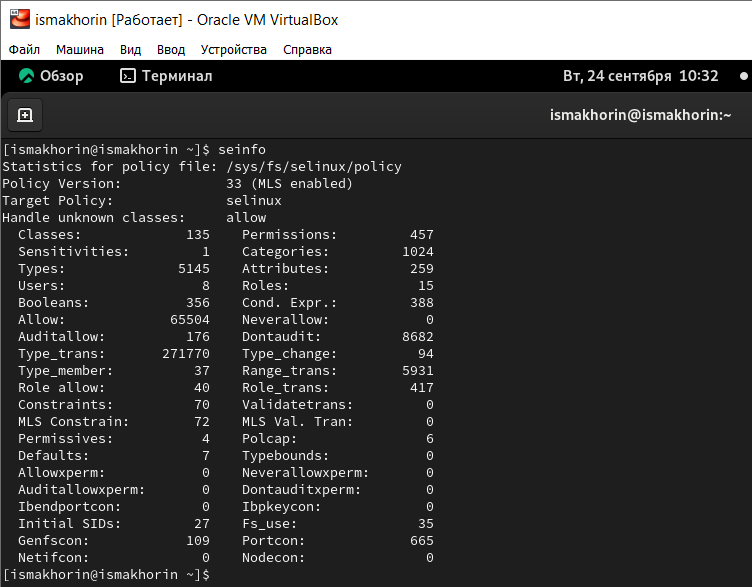 ismakhorin [Работает] - Oracle VM VirtualBox
Файл Машина Вид Ввод Устройства Справка
Обзор Терминал Вт, 24 сентября 10:32
ismakhorin@ismakhorin:~
[ismakhorin@ismakhorin ~]$ seinfo
Statistics for policy file: /sys/fs/selinux/policy
Policy Version: 33 (MLS enabled)
Target Policy: selinux
Handle unknown classes: allow
Classes: 135 Permissions: 457
Sensitivities: 1 Categories: 1024
Types: 5145 Attributes: 259
Users: 8 Roles: 15
Booleans: 356 Cond. Expr.: 388
Allow: 65504 Neverallow: 0
Auditallow: 176 Dontaudit: 8682
Type_trans: 271770 Type_change: 94
Type_member: 37 Range_trans: 5931
Role allow: 40 Role_trans: 417
Constraints: 70 Validatetrans: 0
MLS Constrain: 72 MLS Val. Tran: 0
Permissives: 4 Polcap: 6
Defaults: 7 Typebounds: 0
Allowxperm: 0 Neverallowxperm: 0
Auditallowxperm: 0 Dontauditxperm: 0
Ibendportcon: 0 Ibpkeycon: 0
Initial SIDs: 27 Fs_use: 35
Genfscon: 109 Portcon: 665
Netifcon: 0 Nodecon: 0
[ismakhorin@ismakhorin ~]$